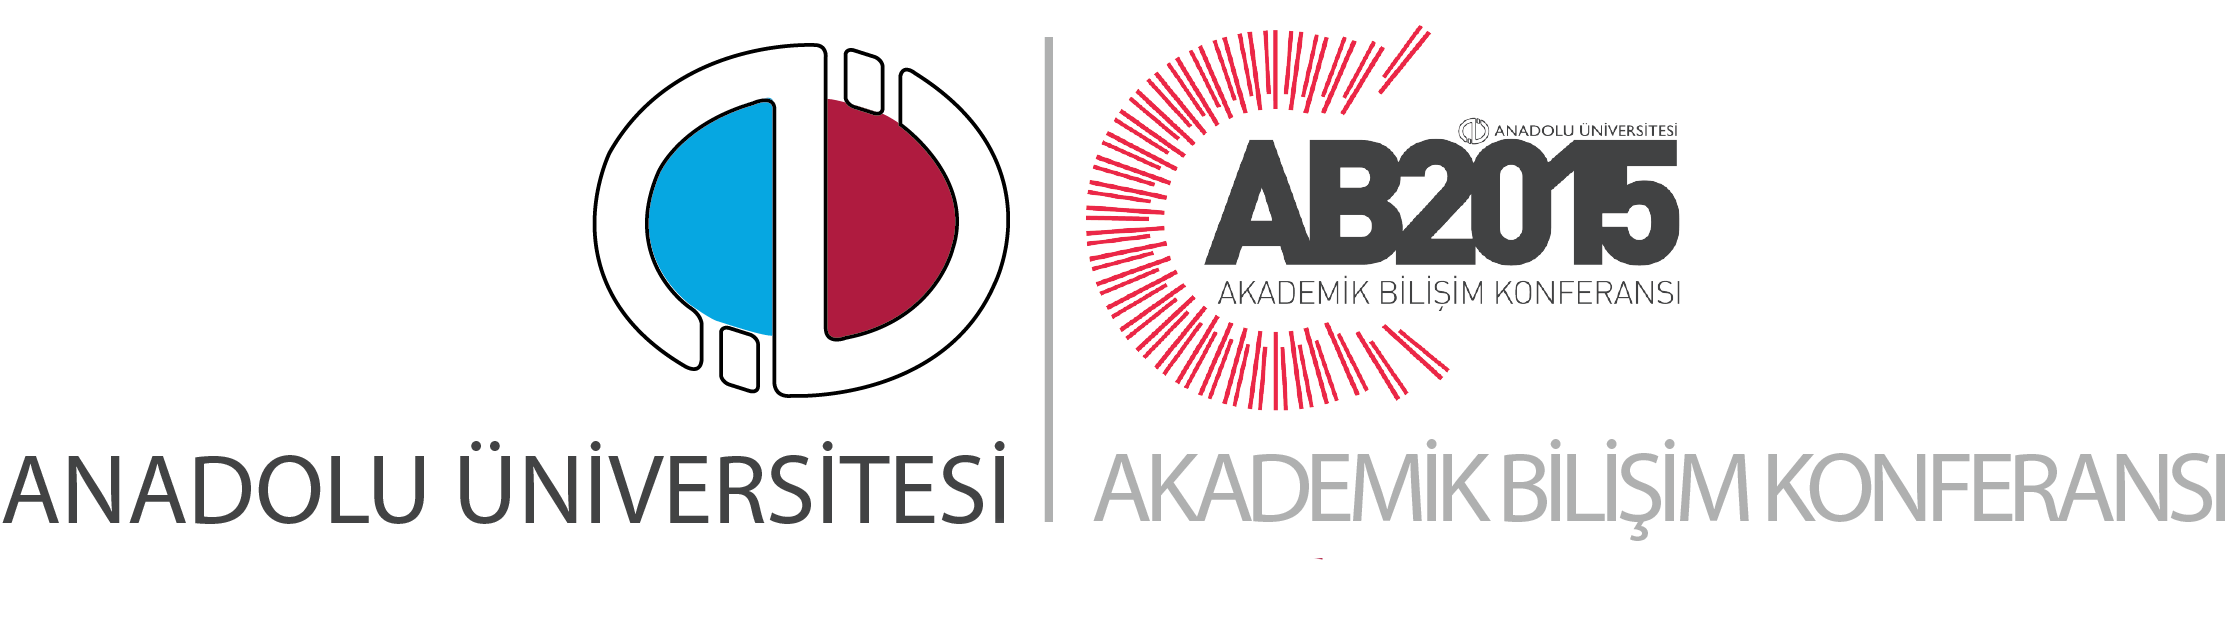 ANADOLU ÜNİVERSİTESİ
ANADOLU ÜNİVERSİTESİ
AB2015
AKADEMİK BİLİŞİM KONFERANSI
AKADEMİK BİLİŞİM KONFERANSI